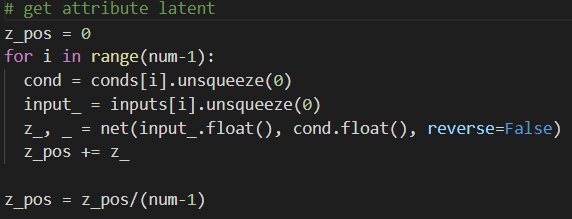 # get attribute latent
z_pos = 0
for i in range(num-1):
  cond = conds[i].unsqueeze(0)
  input_ = inputs[i].unsqueeze(0)
  z_, _ = net(input_.float(), cond.float(), reverse=False)
  z_pos += z_

z_pos = z_pos/(num-1)